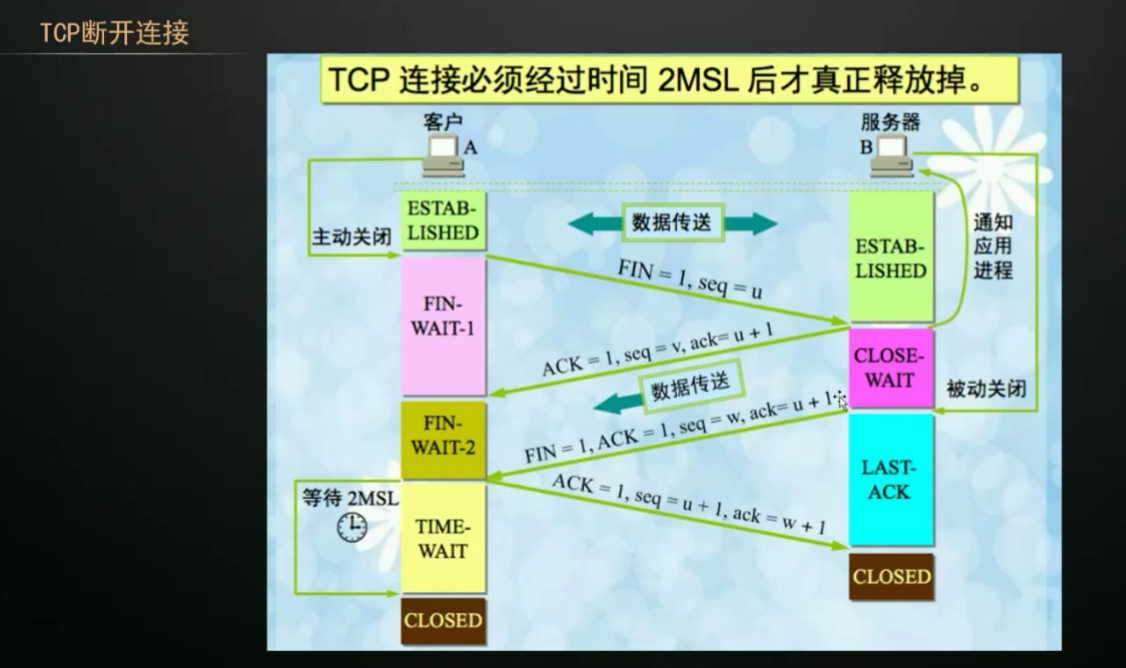 TCP断开连接
TCP 连接必须经过时间 2MSL 后才真正释放掉。
客户
A
服务器
B
ESTAB-
LISHED
数据传送
ESTAB-
LISHED
通知
应用
进程
主动关闭
FIN = 1, seq = u
FIN-
WAIT-1
ACK = 1, seq = v, ack= u + 1
CLOSE-
WAIT
数据传送
被动关闭
FIN-
WAIT-2
FIN = 1, ACK = 1, seq = w, ack= u + 1
LAST-
ACK
ACK = 1, seq = u + 1, ack = w + 1
等待 2MSL
TIME-
WAIT
CLOSED
CLOSED